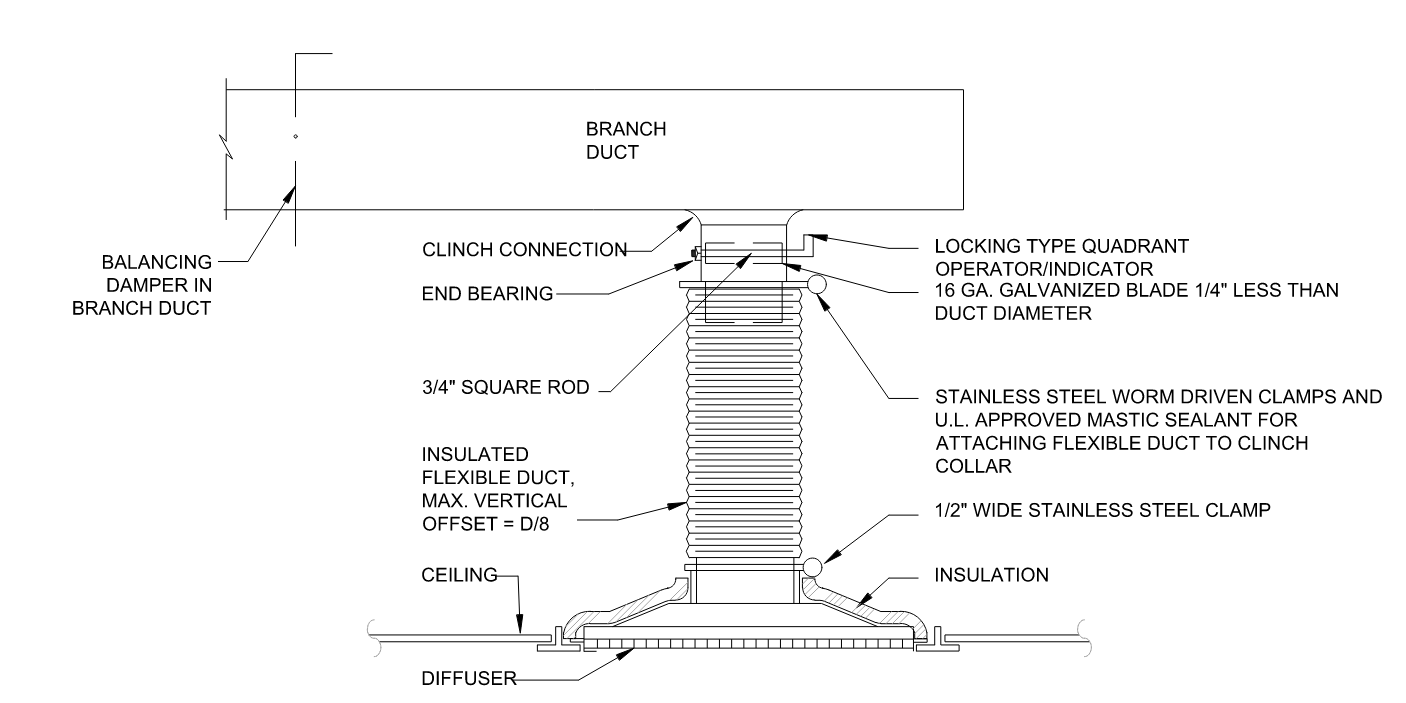 BRANCH
DUCT
BALANCING
DAMPER IN
BRANCH DUCT
CLINCH CONNECTION
END BEARING
3/4" SQUARE ROD
INSULATED
FLEXIBLE DUCT,
MAX. VERTICAL
OFFSET = D/8
CEILING
DIFFUSER
LOCKING TYPE QUADRANT
OPERATOR/INDICATOR
16 GA. GALVANIZED BLADE 1/4" LESS THAN
DUCT DIAMETER
STAINLESS STEEL WORM DRIVEN CLAMPS AND
U.L. APPROVED MASTIC SEALANT FOR
ATTACHING FLEXIBLE DUCT TO CLINCH
COLLAR
1/2" WIDE STAINLESS STEEL CLAMP
INSULATION